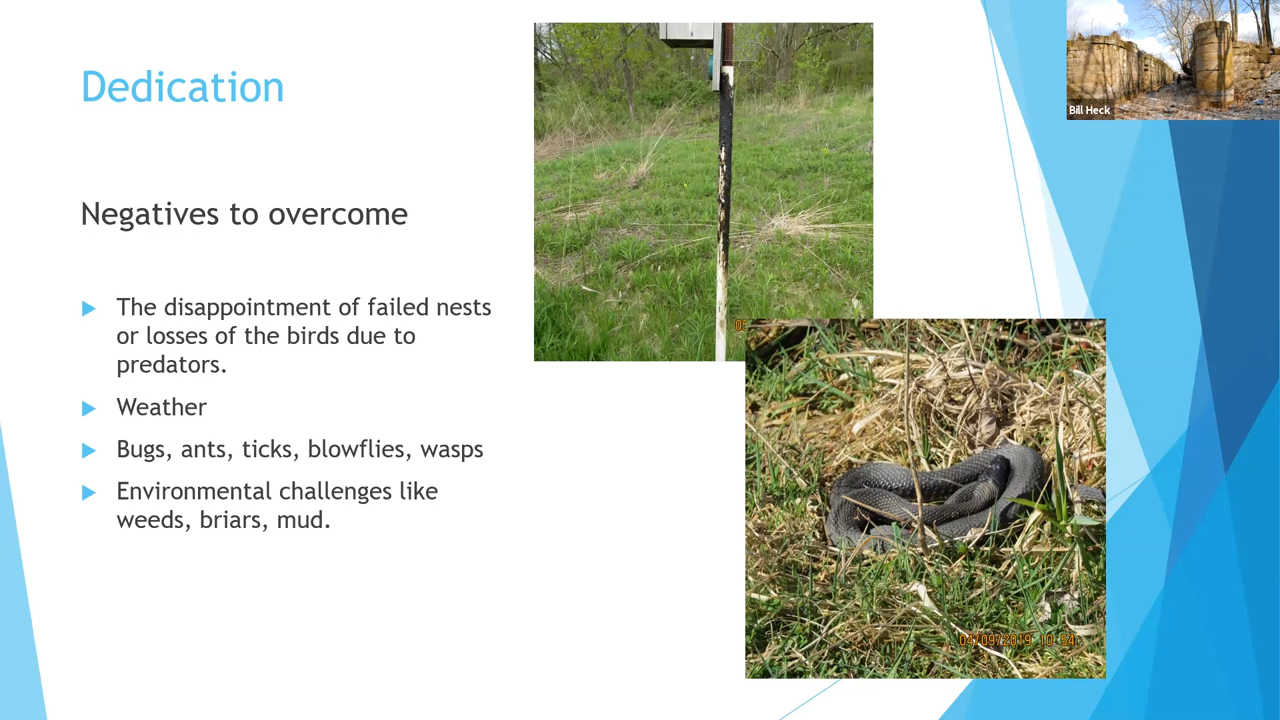 Dedication
Negatives to overcome
The disappointment of failed nests
or losses of the birds due to
predators.
Weather
Bugs, ants, ticks, blowflies, wasps
Environmental challenges like
weeds, briars, mud.
Bill Heck
04/09/2019 10:54